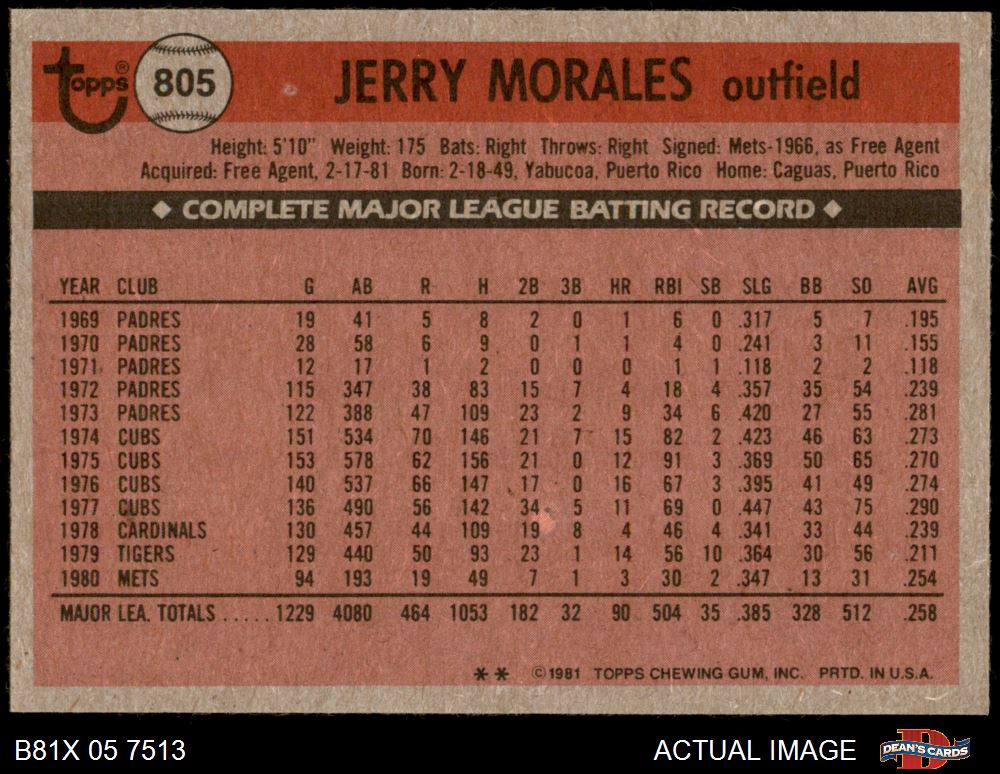 topps® 805 JERRY MORALES outfield
Height: 5'10" Weight: 175 Bats: Right Throws: Right Signed: Mets-1966, as Free Agent
Acquired: Free Agent, 2-17-81 Born: 2-18-49, Yabucoa, Puerto Rico Home: Caguas, Puerto Rico
◆ COMPLETE MAJOR LEAGUE BATTING RECORD ◆
YEAR CLUB G AB R H 2B 3B HR RBI SB SLG BB SO AVG
1969 PADRES 19 41 5 8 2 0 1 6 0 .317 5 7 .195
1970 PADRES 28 58 6 9 0 1 1 4 0 .241 3 11 .155
1971 PADRES 12 17 1 2 0 0 0 1 1 .118 2 2 .118
1972 PADRES 115 347 38 83 15 7 4 18 4 .357 35 54 .239
1973 PADRES 122 388 47 109 23 2 9 34 6 .420 27 55 .281
1974 CUBS 151 534 70 146 21 7 15 82 2 .423 46 63 .273
1975 CUBS 153 578 62 156 21 0 12 91 3 .369 50 65 .270
1976 CUBS 140 537 66 147 17 0 16 67 3 .395 41 49 .274
1977 CUBS 136 490 56 142 34 5 11 69 0 .447 43 75 .290
1978 CARDINALS 130 457 44 109 19 8 4 46 4 .341 33 44 .239
1979 TIGERS 129 440 50 93 23 1 14 56 10 .364 30 56 .211
1980 METS 94 193 19 49 7 1 3 30 2 .347 13 31 .254
MAJOR LEA. TOTALS ..... 1229 4080 464 1053 182 32 90 504 35 .385 328 512 .258
** ©1981 TOPPS CHEWING GUM, INC. PRTD. IN U.S.A.
B81X 05 7513 ACTUAL IMAGE DEAN'S CARDS